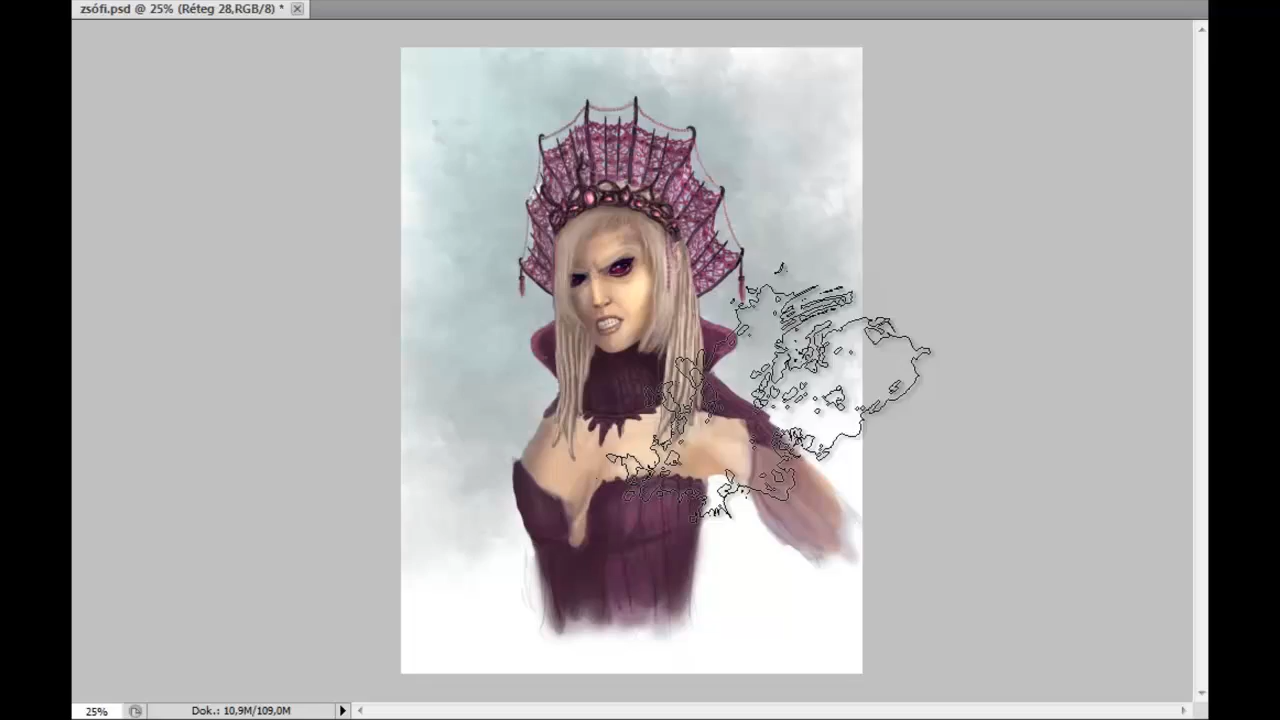 zsófi.psd @ 25% (Réteg 28,RGB/8) *
25%
Dok.: 10,9M/109,0M